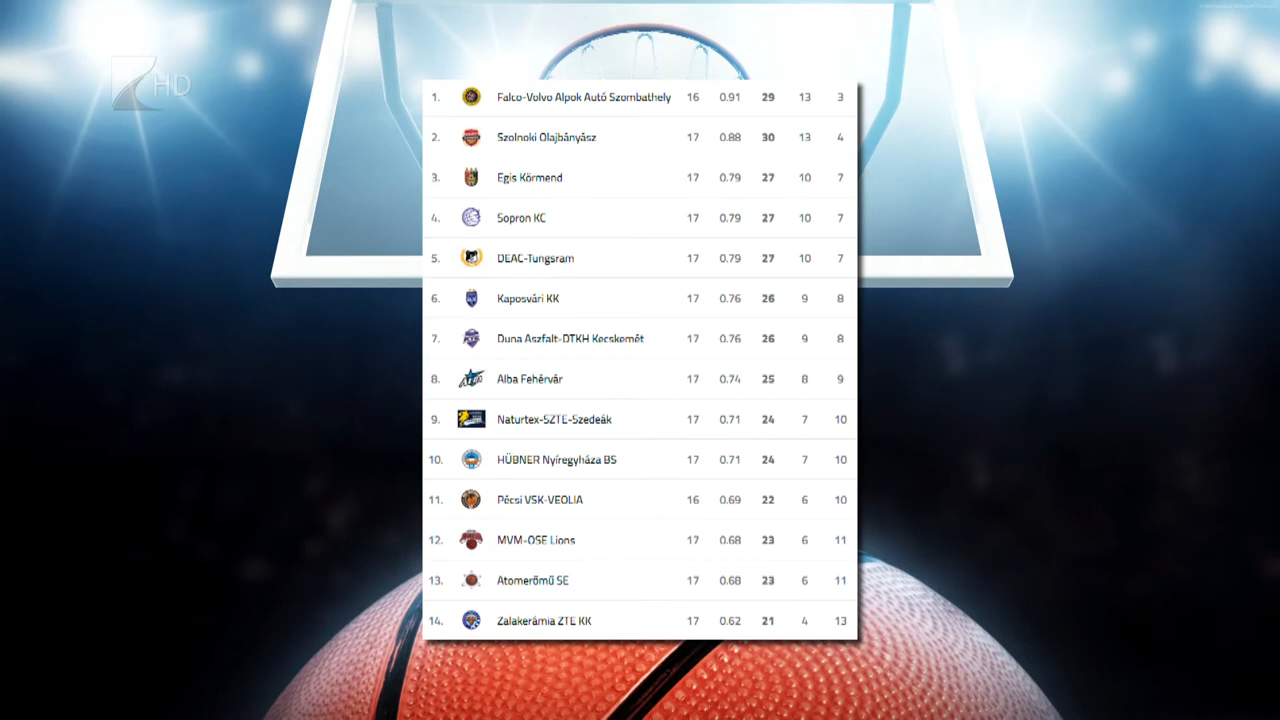 HD
1. Falco-Volvo Alpok Autó Szombathely 16 0.91 29 13 3
2. Szolnoki Olajbányász 17 0.88 30 13 4
3. Egis Körmend 17 0.79 27 10 7
4. Sopron KC 17 0.79 27 10 7
5. DEAC-Tungsram 17 0.79 27 10 7
6. Kaposvári KK 17 0.76 26 9 8
7. Duna Aszfalt-DTKH Kecskemét 17 0.76 26 9 8
8. Alba Fehérvár 17 0.74 25 8 9
9. Naturtex-SZTE-Szedeák 17 0.71 24 7 10
10. HÜBNER Nyíregyháza BS 17 0.71 24 7 10
11. Pécsi VSK-VEOLIA 16 0.69 22 6 10
12. MVM-OSE Lions 17 0.68 23 6 11
13. Atomerőmű SE 17 0.68 23 6 11
14. Zalakerámia ZTE KK 17 0.62 21 4 13